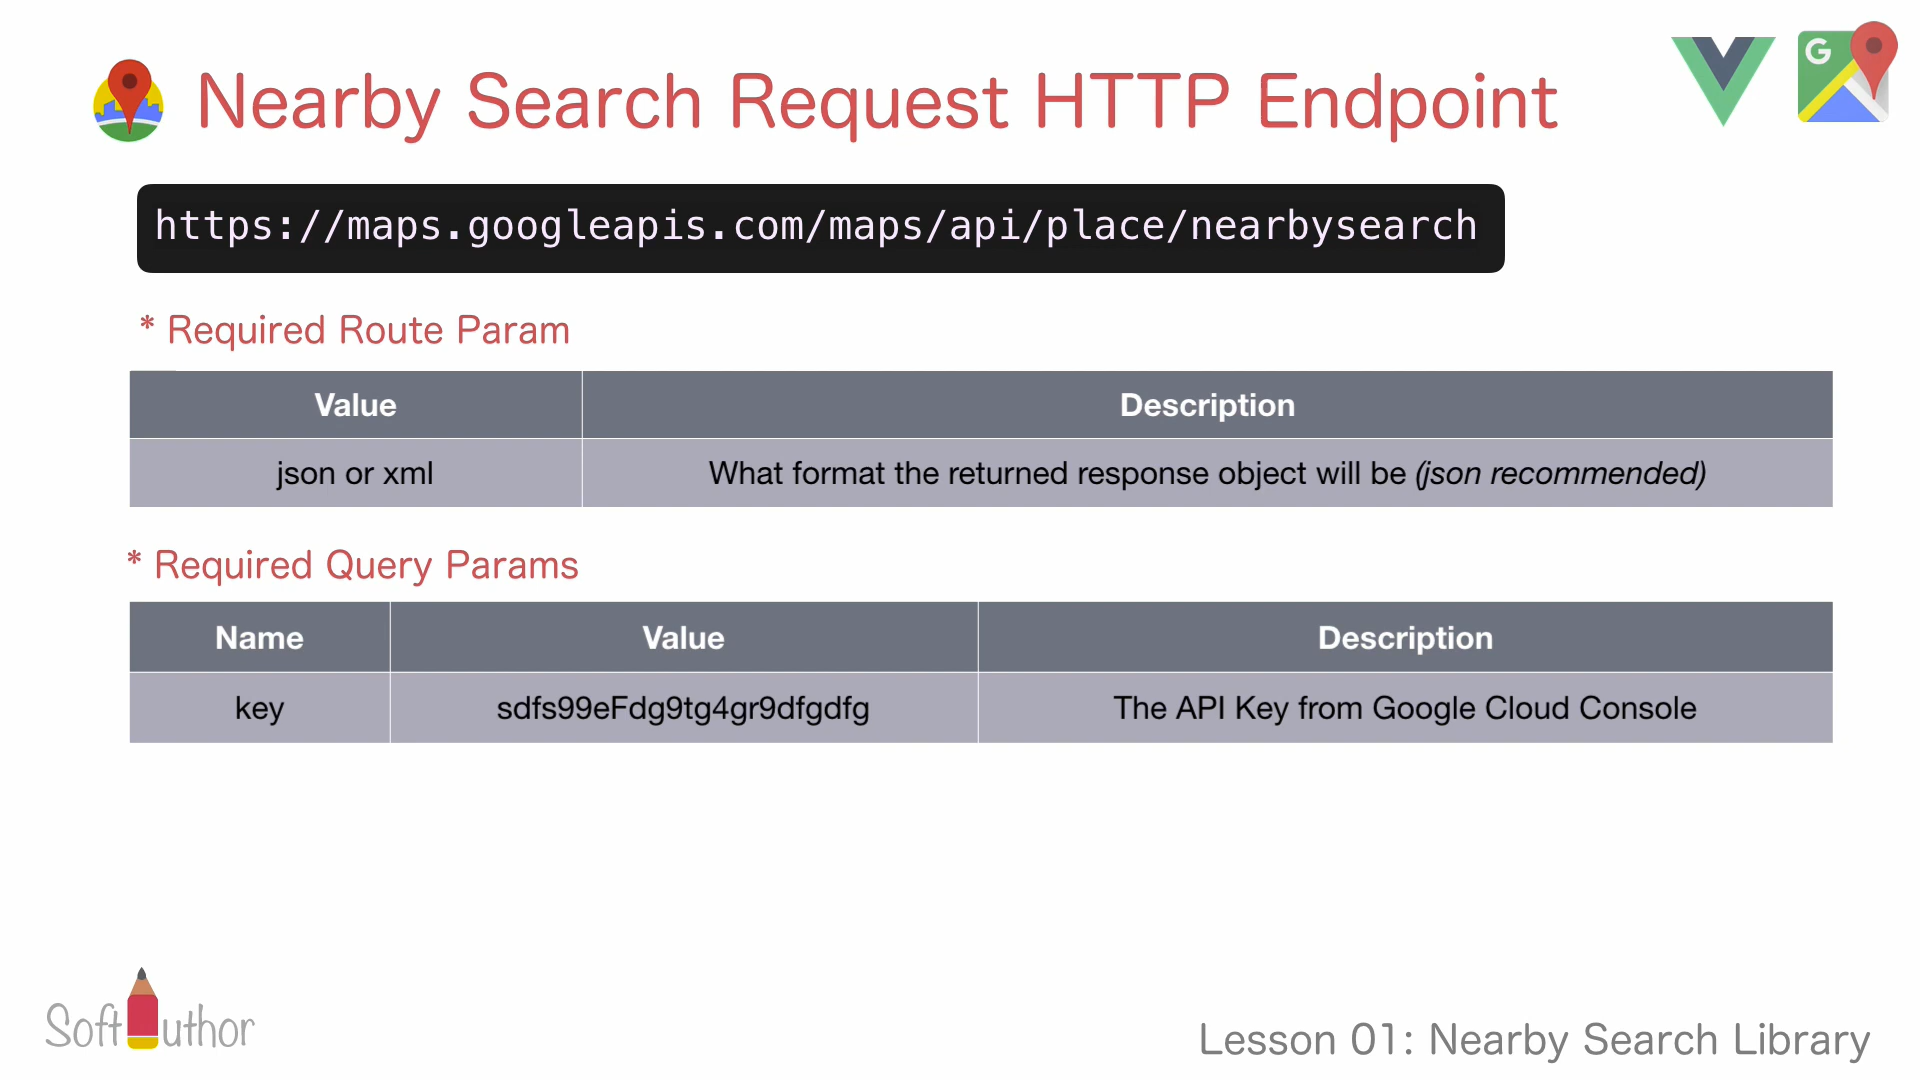 Nearby Search Request HTTP Endpoint
G
https://maps.googleapis.com/maps/api/place/nearbysearch
* Required Route Param
Value Description
json or xml What format the returned response object will be (json recommended)
* Required Query Params
Name Value Description
key sdfs99eFdg9tg4gr9dfgdfg The API Key from Google Cloud Console
Soft uthor
Lesson 01: Nearby Search Library